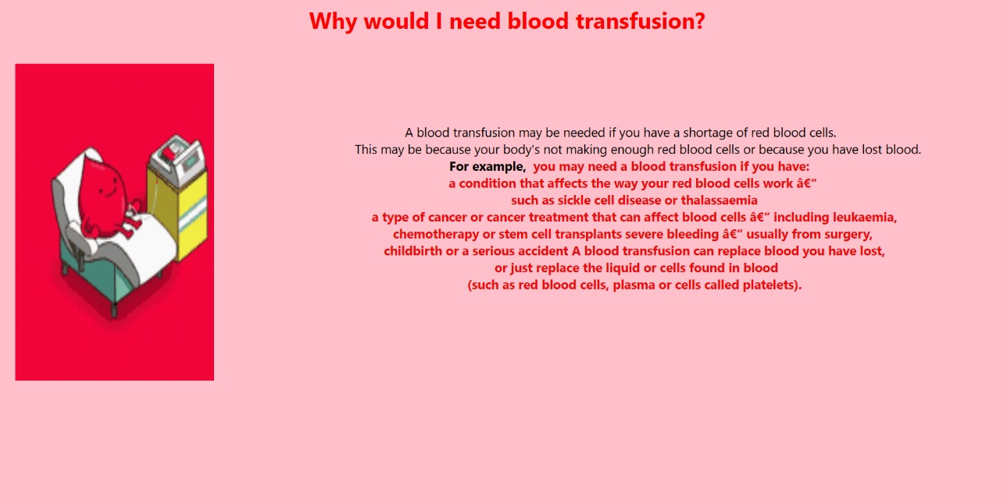 Why would I need blood transfusion?
A blood transfusion may be needed if you have a shortage of red blood cells.
This may be because your body's not making enough red blood cells or because you have lost blood.
For example, you may need a blood transfusion if you have:
a condition that affects the way your red blood cells work â€“
such as sickle cell disease or thalassaemia
a type of cancer or cancer treatment that can affect blood cells â€“ including leukaemia,
chemotherapy or stem cell transplants severe bleeding â€“ usually from surgery,
childbirth or a serious accident A blood transfusion can replace blood you have lost,
or just replace the liquid or cells found in blood
(such as red blood cells, plasma or cells called platelets).